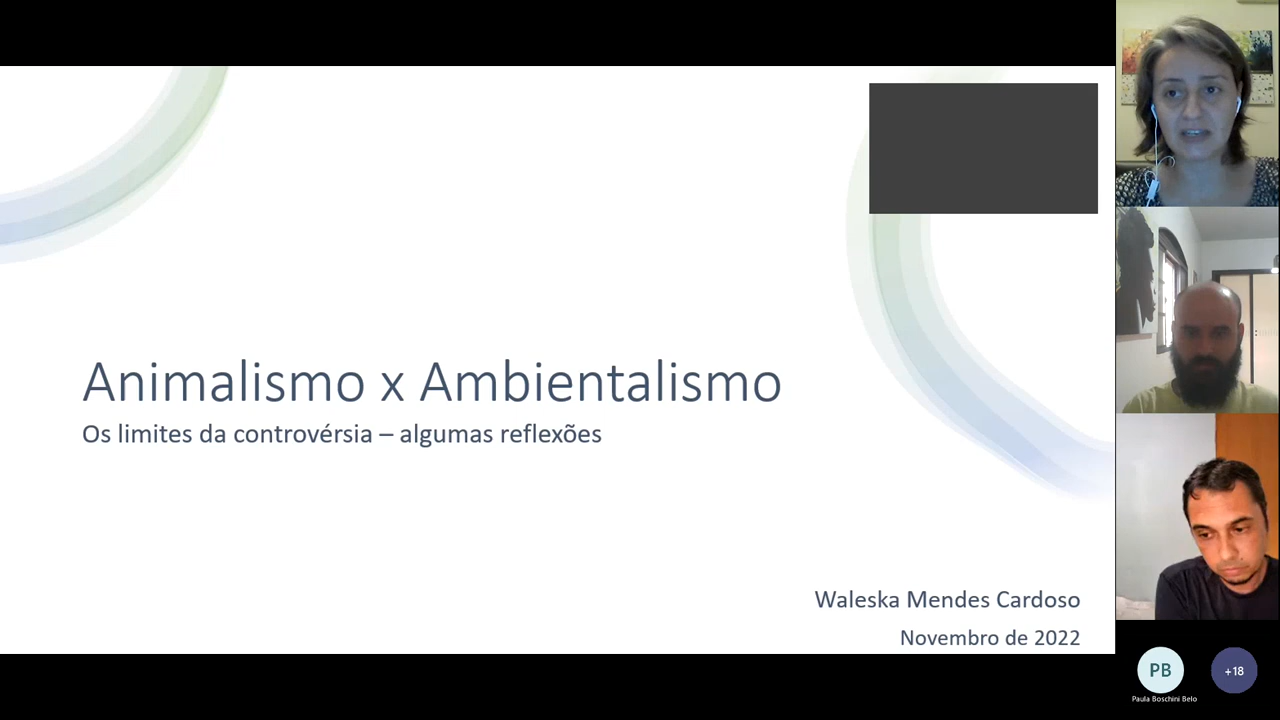 Animalismo x Ambientalismo
Os limites da controvérsia – algumas reflexões
Waleska Mendes Cardoso
Novembro de 2022
PB
+18
Paula Boschini Belo